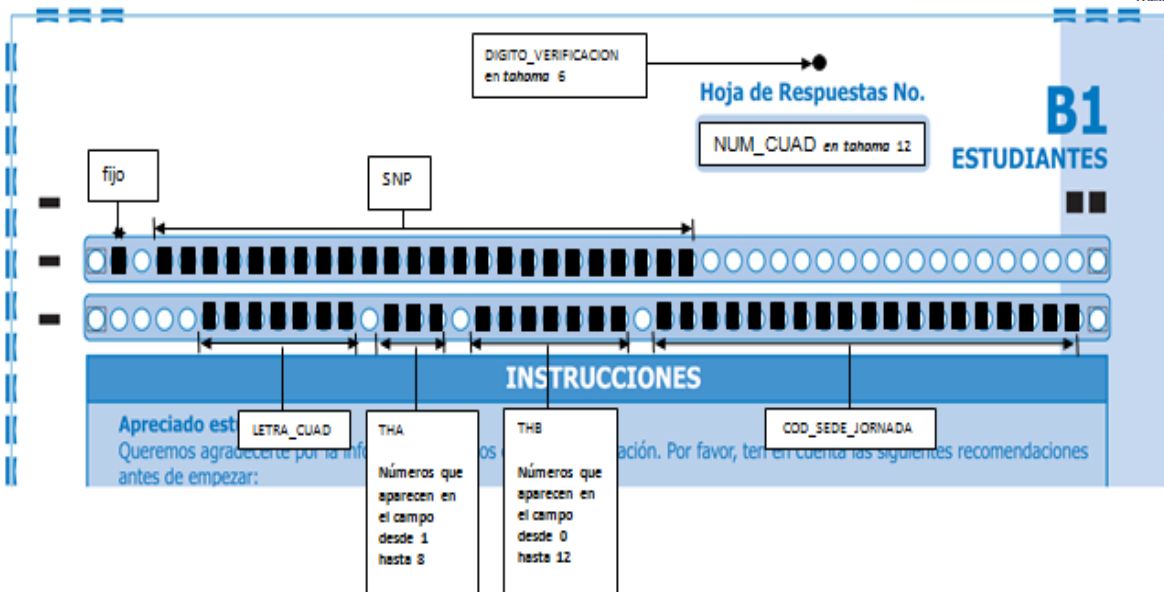 DIGITO_VERIFICACION
en tahoma 6
Hoja de Respuestas No.
B1
NUM_CUAD en tahoma 12
ESTUDIANTES
fijo
SNP
INSTRUCCIONES
Apreciado est
LETRA_CUAD
THA
THB
COD_SEDE_JORNADA
Queremos agradecerte por la info os ación. Por favor, ten en cuenta las siguientes recomendaciones
antes de empezar:
Números que
aparecen en
el campo
desde 1
hasta 8
Números que
aparecen en
el campo
desde 0
hasta 12